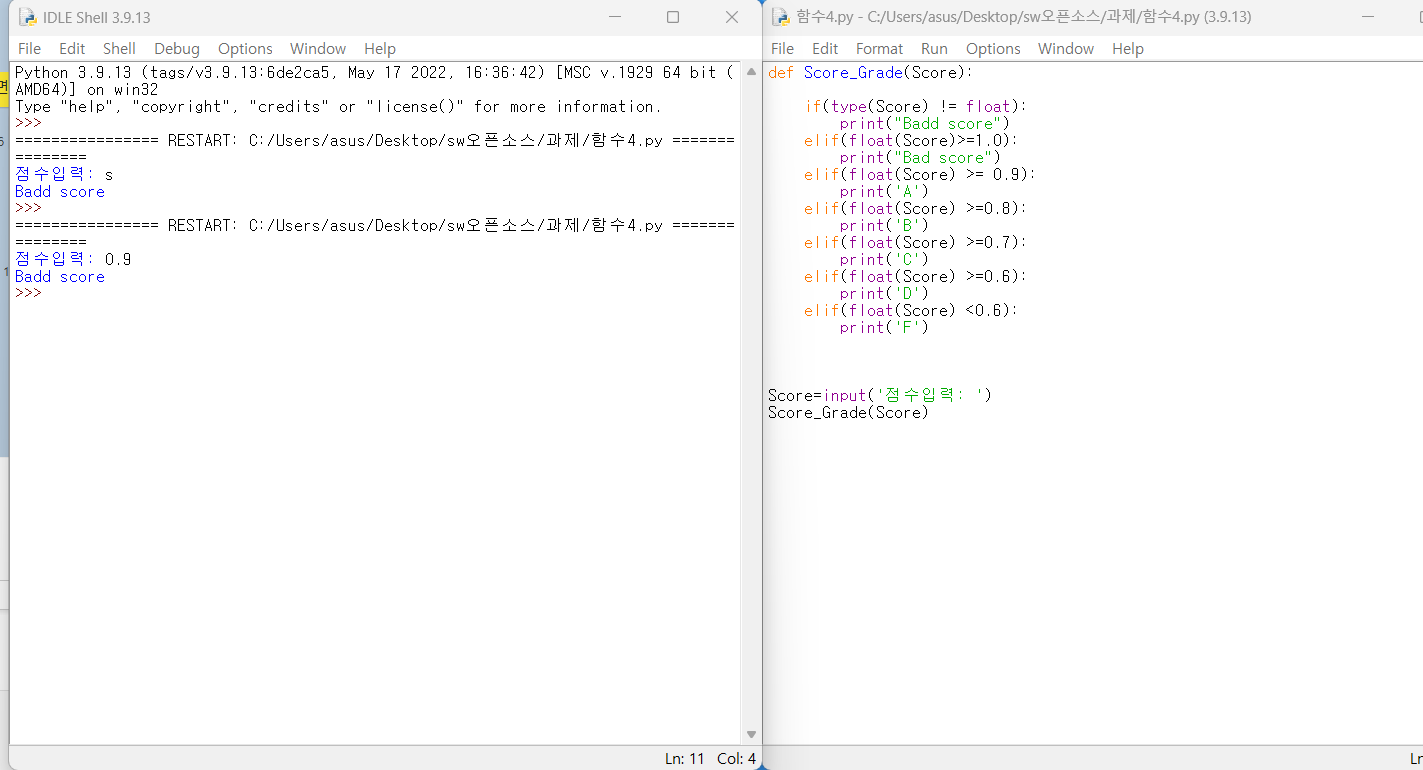 IDLE Shell 3.9.13
File Edit Shell Debug Options Window Help
Python 3.9.13 (tags/v3.9.13:6de2ca5, May 17 2022, 16:36:42) [MSC v.1929 64 bit (
AMD64)] on win32
Type "help", "copyright", "credits" or "license()" for more information.
>>>
================ RESTART: C:/Users/asus/Desktop/sw오픈소스/과제/함수4.py =======
========
점수입력: s
Badd score
>>>
================ RESTART: C:/Users/asus/Desktop/sw오픈소스/과제/함수4.py =======
========
점수입력: 0.9
Badd score
>>>
Ln: 11 Col: 4
함수4.py - C:/Users/asus/Desktop/sw오픈소스/과제/함수4.py (3.9.13)
File Edit Format Run Options Window Help
def Score_Grade(Score):
    if(type(Score) != float):
        print("Badd score")
    elif(float(Score)>=1.0):
        print("Bad score")
    elif(float(Score) >= 0.9):
        print('A')
    elif(float(Score) >=0.8):
        print('B')
    elif(float(Score) >=0.7):
        print('C')
    elif(float(Score) >=0.6):
        print('D')
    elif(float(Score) <0.6):
        print('F')
Score=input('점수입력: ')
Score_Grade(Score)